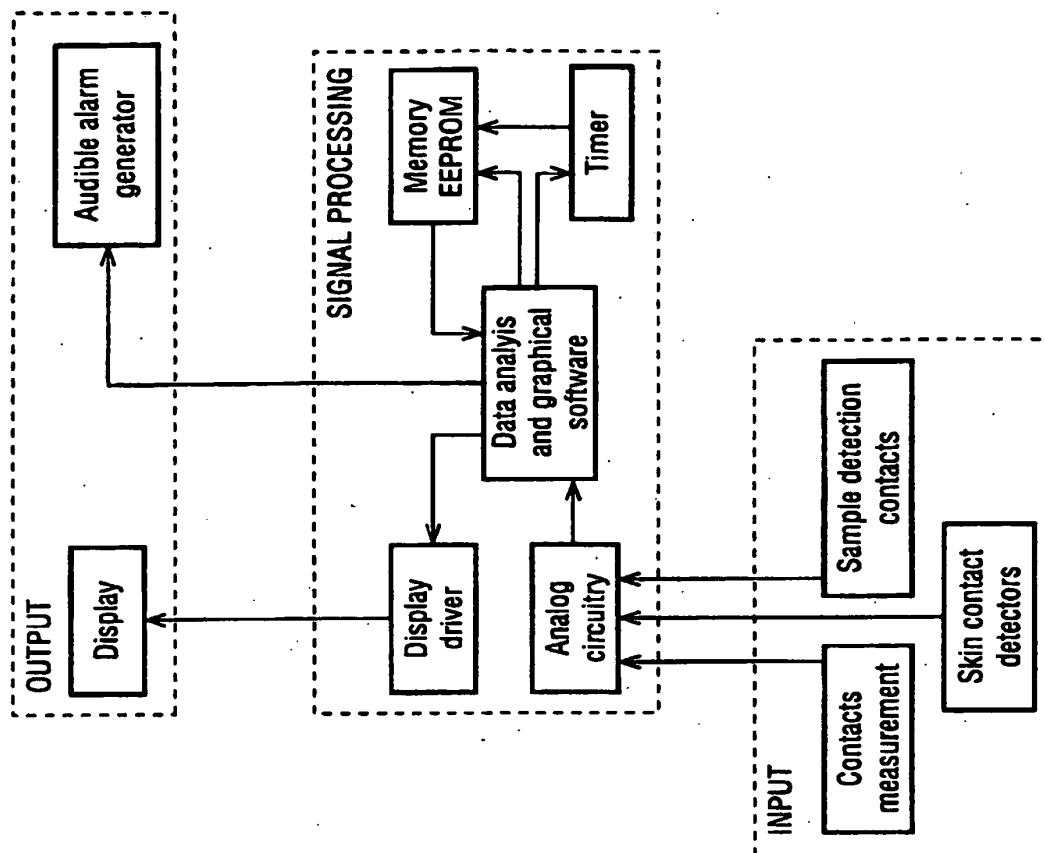 OUTPUT
Display
Audible alarm
generator
SIGNAL PROCESSING
Display
driver
Memory
EEPROM
Data analyis
and graphical
software
Analog
circuitry
Timer
INPUT
Contacts
measurement
Sample detection
contacts
Skin contact
detectors